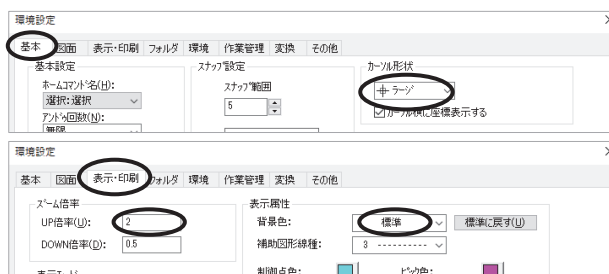 環境設定
基本 図面 表示・印刷 フォルダ 環境 作業管理 変換 その他
基本設定 スナップ設定 カーソル形状
ホームコマンド名(H): スナップ範囲
選択:選択 5 ラージ
アンドゥ回数(N): カーソル横に座標表示する
無限
環境設定
基本 図面 表示・印刷 フォルダ 環境 作業管理 変換 その他
ズーム倍率 表示属性
UP倍率(U): 2 背景色: 標準 標準に戻す(U)
DOWN倍率(D): 0.5 補助図形線種: 3 ----------
制御点色: ピック色: